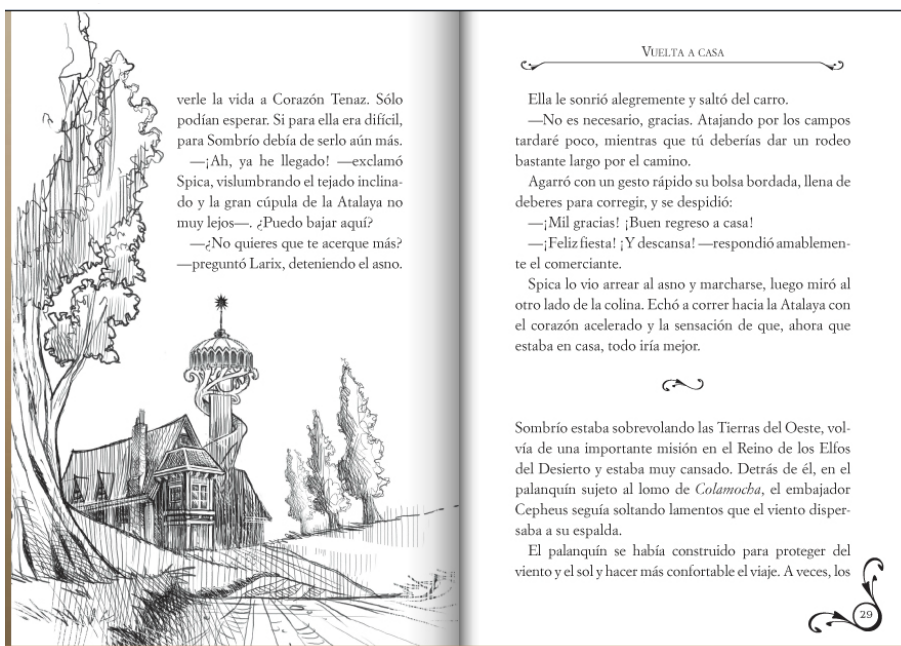 verle la vida a Corazón Tenaz. Sólo
podían esperar. Si para ella era difícil,
para Sombrío debía de serlo aún más.
—¡Ah, ya he llegado! —exclamó
Spica, vislumbrando el tejado inclina-
do y la gran cúpula de la Atalaya no
muy lejos—. ¿Puedo bajar aquí?
—¿No quieres que te acerque más?
—preguntó Larix, deteniendo el asno.
VUELTA A CASA
Ella le sonrió alegremente y saltó del carro.
—No es necesario, gracias. Atajando por los campos
tardaré poco, mientras que tú deberías dar un rodeo
bastante largo por el camino.
Agarró con un gesto rápido su bolsa bordada, llena de
deberes para corregir, y se despidió:
—¡Mil gracias! ¡Buen regreso a casa!
—¡Feliz fiesta! ¡Y descansa! —respondió amablemen-
te el comerciante.
Spica lo vio arrear al asno y marcharse, luego miró al
otro lado de la colina. Echó a correr hacia la Atalaya con
el corazón acelerado y la sensación de que, ahora que
estaba en casa, todo iría mejor.
Sombrío estaba sobrevolando las Tierras del Oeste, vol-
vía de una importante misión en el Reino de los Elfos
del Desierto y estaba muy cansado. Detrás de él, en el
palanquín sujeto al lomo de Colamocha, el embajador
Cepheus seguía soltando lamentos que el viento disper-
saba a su espalda.
El palanquín se había construido para proteger del
viento y el sol y hacer más confortable el viaje. A veces, los
29